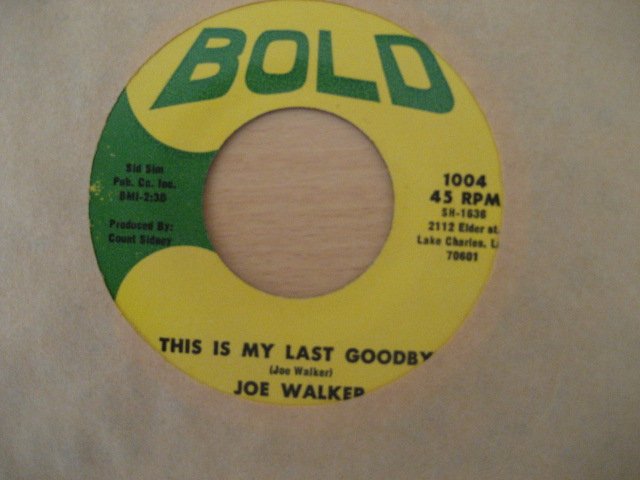 BOLD
Sid Sim
Pub. Co. Inc.
BMI-2:30
Produced By:
Count Sidney
1004
45 RPM
SH-1636
2112 Elder st.
Lake Charles, L
70601
THIS IS MY LAST GOODBY
(Joe Walker)
JOE WALKER